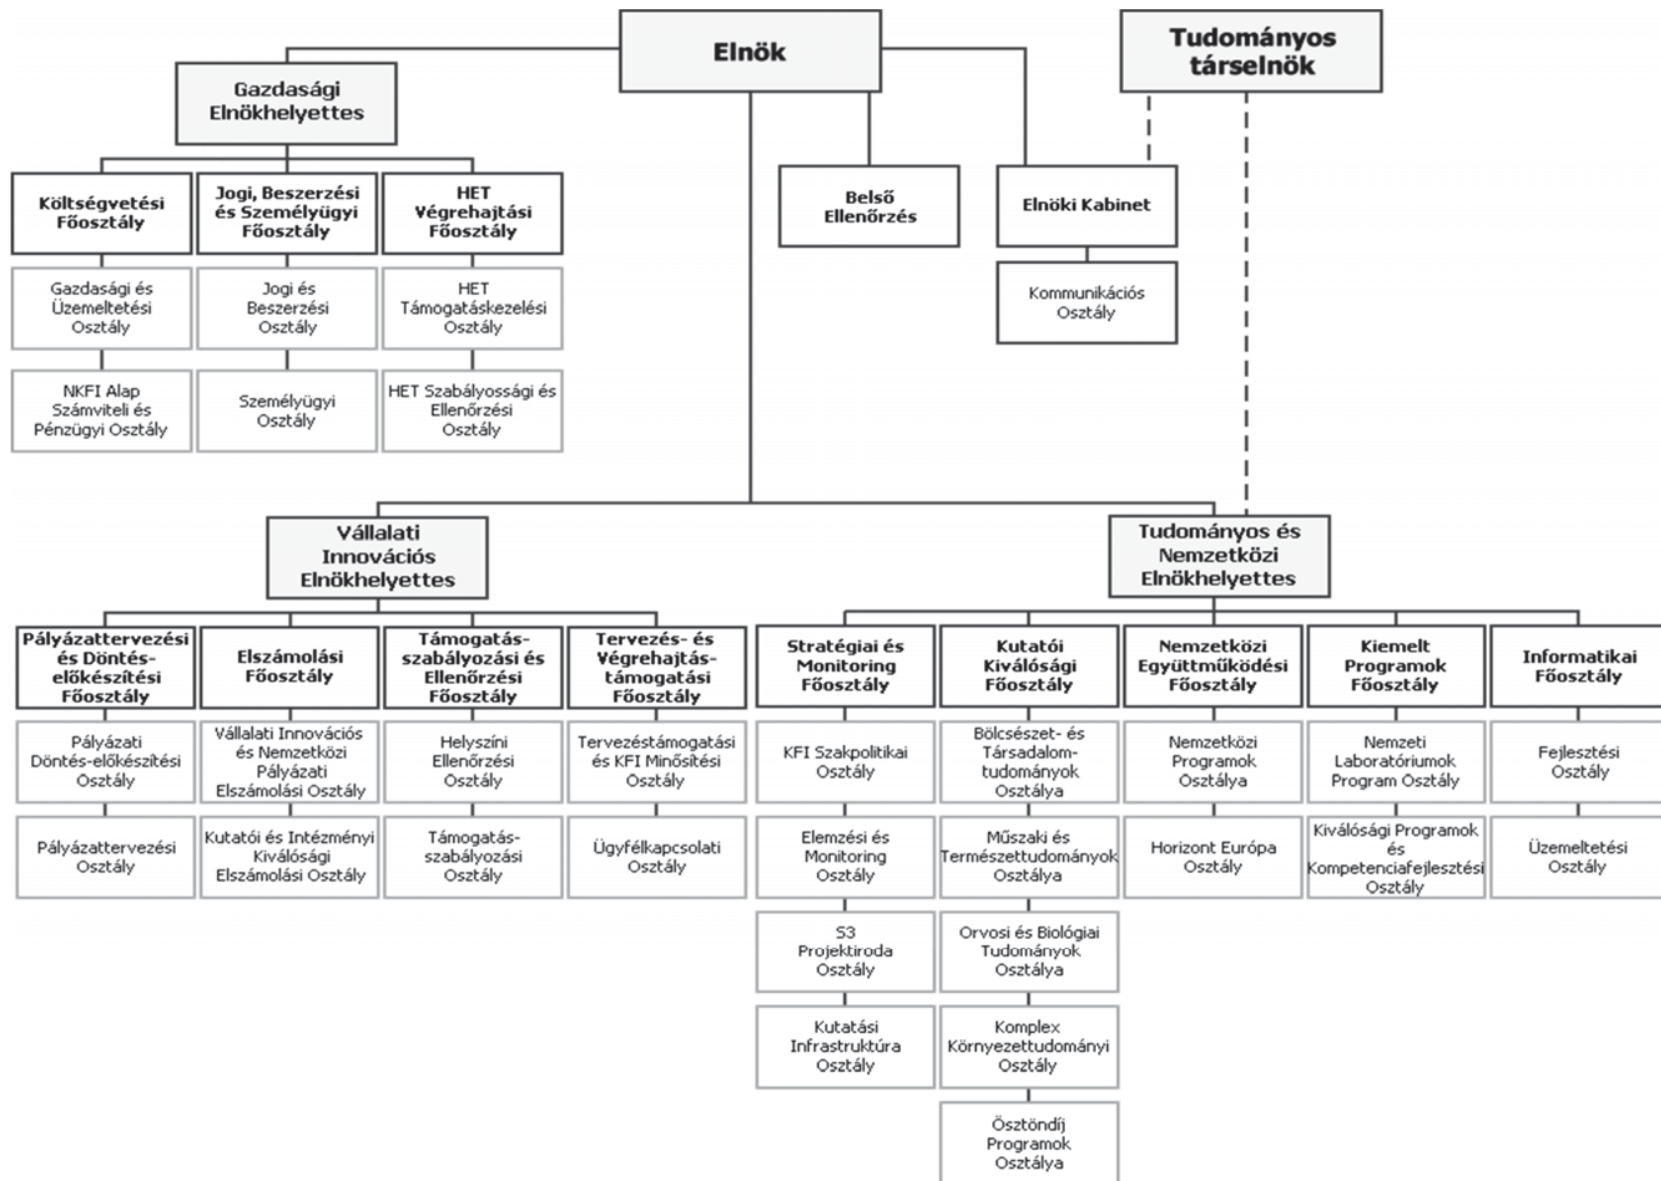 Elnök
Tudományos
társelnök
Gazdasági
Elnökhelyettes
Költségvetési
Főosztály
Jogi, Beszerzési
és Személyügyi
Főosztály
HET
Végrehajtási
Főosztály
Belső
Ellenőrzés
Elnöki Kabinet
Gazdasági és
Üzemeltetési
Osztály
Jogi és
Beszerzési
Osztály
HET
Támogatáskezelési
Osztály
Kommunikációs
Osztály
NKFI Alap
Számviteli és
Pénzügyi Osztály
Személyügyi
Osztály
HET Szabályossági és
Ellenőrzési
Osztály
Vállalati
Innovációs
Elnökhelyettes
Tudományos és
Nemzetközi
Elnökhelyettes
Pályázattervezési
és Döntés-
előkészítési
Főosztály
Elszámolási
Főosztály
Támogatás-
szabályozási és
Ellenőrzési
Főosztály
Tervezés- és
Végrehajtás-
támogatási
Főosztály
Stratégiai és
Monitoring
Főosztály
Kutatói
Kiválósági
Főosztály
Nemzetközi
Együttműködési
Főosztály
Kiemelt
Programok
Főosztály
Informatikai
Főosztály
Pályázati
Döntés-előkészítési
Osztály
Vállalati Innovációs
és Nemzetközi
Pályázati
Elszámolási Osztály
Helyszíni
Ellenőrzési
Osztály
Tervezéstámogatási
és KFI Minősítési
Osztály
KFI Szakpolitikai
Osztály
Bölcsészet- és
Társadalom-
tudományok
Osztálya
Nemzetközi
Programok
Osztálya
Nemzeti
Laboratóriumok
Program Osztály
Fejlesztési
Osztály
Pályázattervezési
Osztály
Kutatói és Intézményi
Kiválósági
Elszámolási Osztály
Támogatás-
szabályozási
Osztály
Ügyfélkapcsolati
Osztály
Elemzési és
Monitoring
Osztály
Műszaki és
Természettudományok
Osztálya
Horizont Európa
Osztály
Kiválósági Programok
és
Kompetenciafejlesztési
Osztály
Üzemeltetési
Osztály
S3
Projektiroda
Osztály
Orvosi és Biológiai
Tudományok
Osztálya
Kutatási
Infrastruktúra
Osztály
Komplex
Környezettudományi
Osztály
Ösztöndíj
Programok
Osztálya